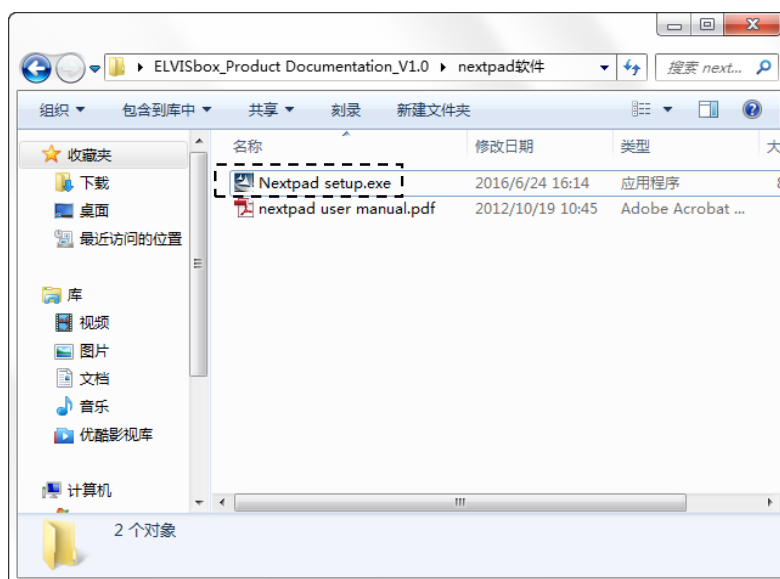 ELVISbox_Product Documentation_V1.0 nextpad软件 搜索 next...
组织 包含到库中 共享 刻录 新建文件夹
名称 修改日期 类型
收藏夹
下载
桌面
最近访问的位置
库
视频
图片
文档
音乐
优酷影视库
计算机
Nextpad setup.exe 2016/6/24 16:14 应用程序
nextpad user manual.pdf 2012/10/19 10:45 Adobe Acrobat ...
2 个对象